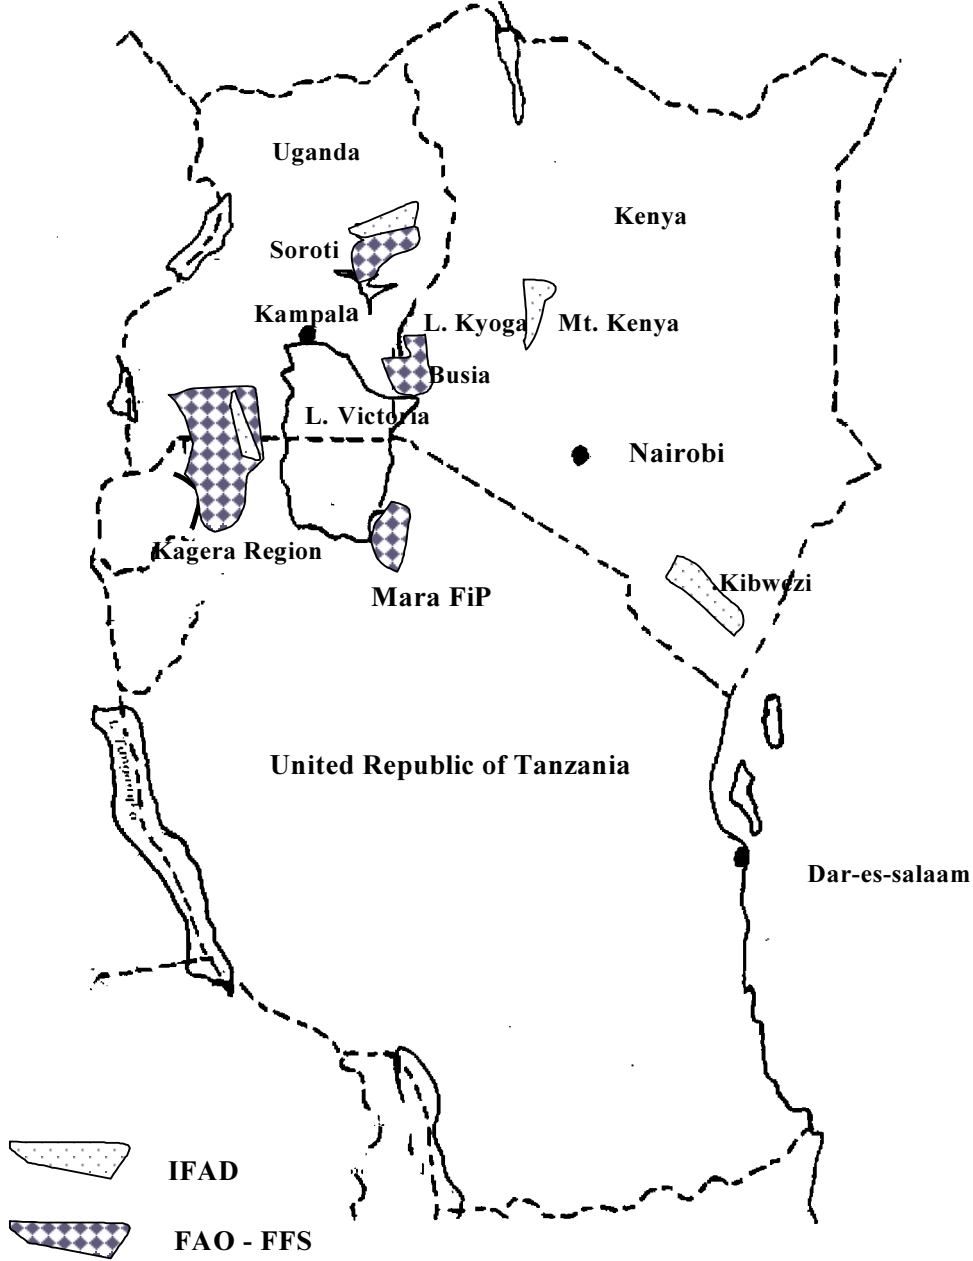 Uganda
Kenya
Soroti
Kampala
L. Kyoga
Mt. Kenya
Busia
L. Victoria
Nairobi
Kagera Region
.Kibwezi
Mara FiP
L. Tanganyika
United Republic of Tanzania
Dar-es-salaam
IFAD
FAO - FFS